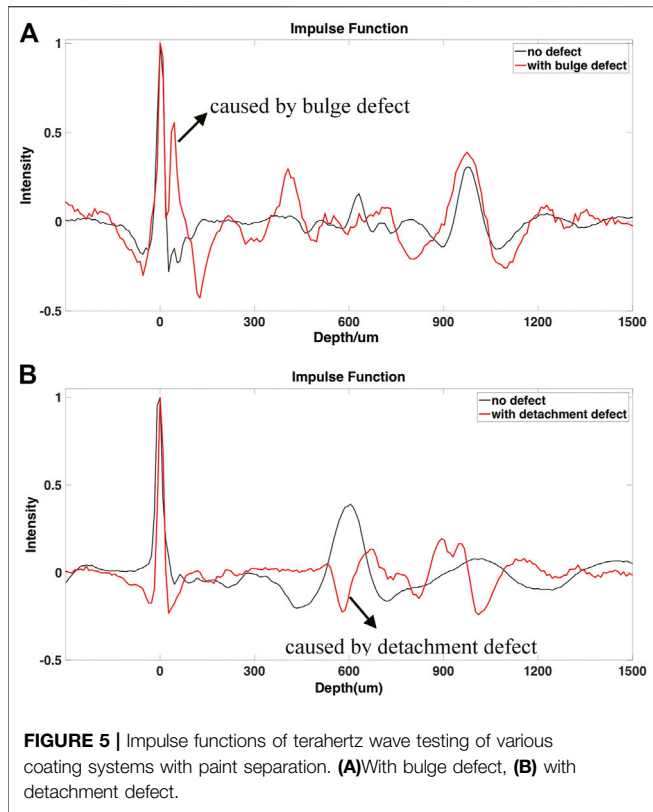 A
Impulse Function
no defect
with bulge defect
caused by bulge defect
Intensity
1
0.5
0
-0.5
0
300
600
900
1200
1500
Depth/um
B
Impulse Function
no defect
with detachment defect
Intensity
1
0.5
0
-0.5
caused by detachment defect
0
300
600
900
1200
1500
Depth(um)
FIGURE 5 | Impulse functions of terahertz wave testing of various
coating systems with paint separation. (A)With bulge defect, (B) with
detachment defect.